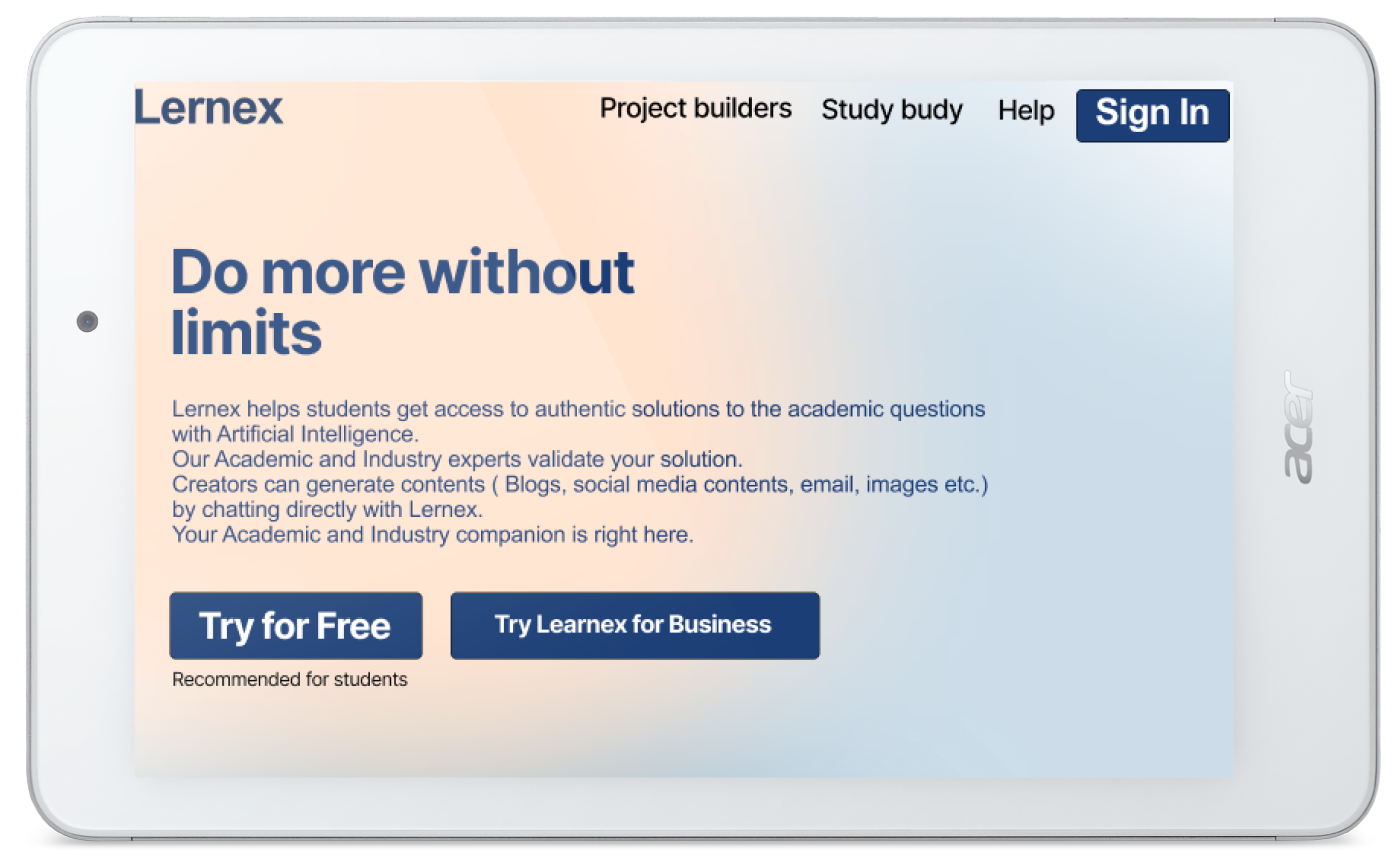 Lernex
Project builders
Study budy
Help
Sign In
Do more without
limits
Lernex helps students get access to authentic solutions to the academic questions
with Artificial Intelligence.
Our Academic and Industry experts validate your solution.
Creators can generate contents ( Blogs, social media contents, email, images etc.)
by chatting directly with Lernex.
Your Academic and Industry companion is right here.
Try for Free
Try Learnex for Business
Recommended for students
acer